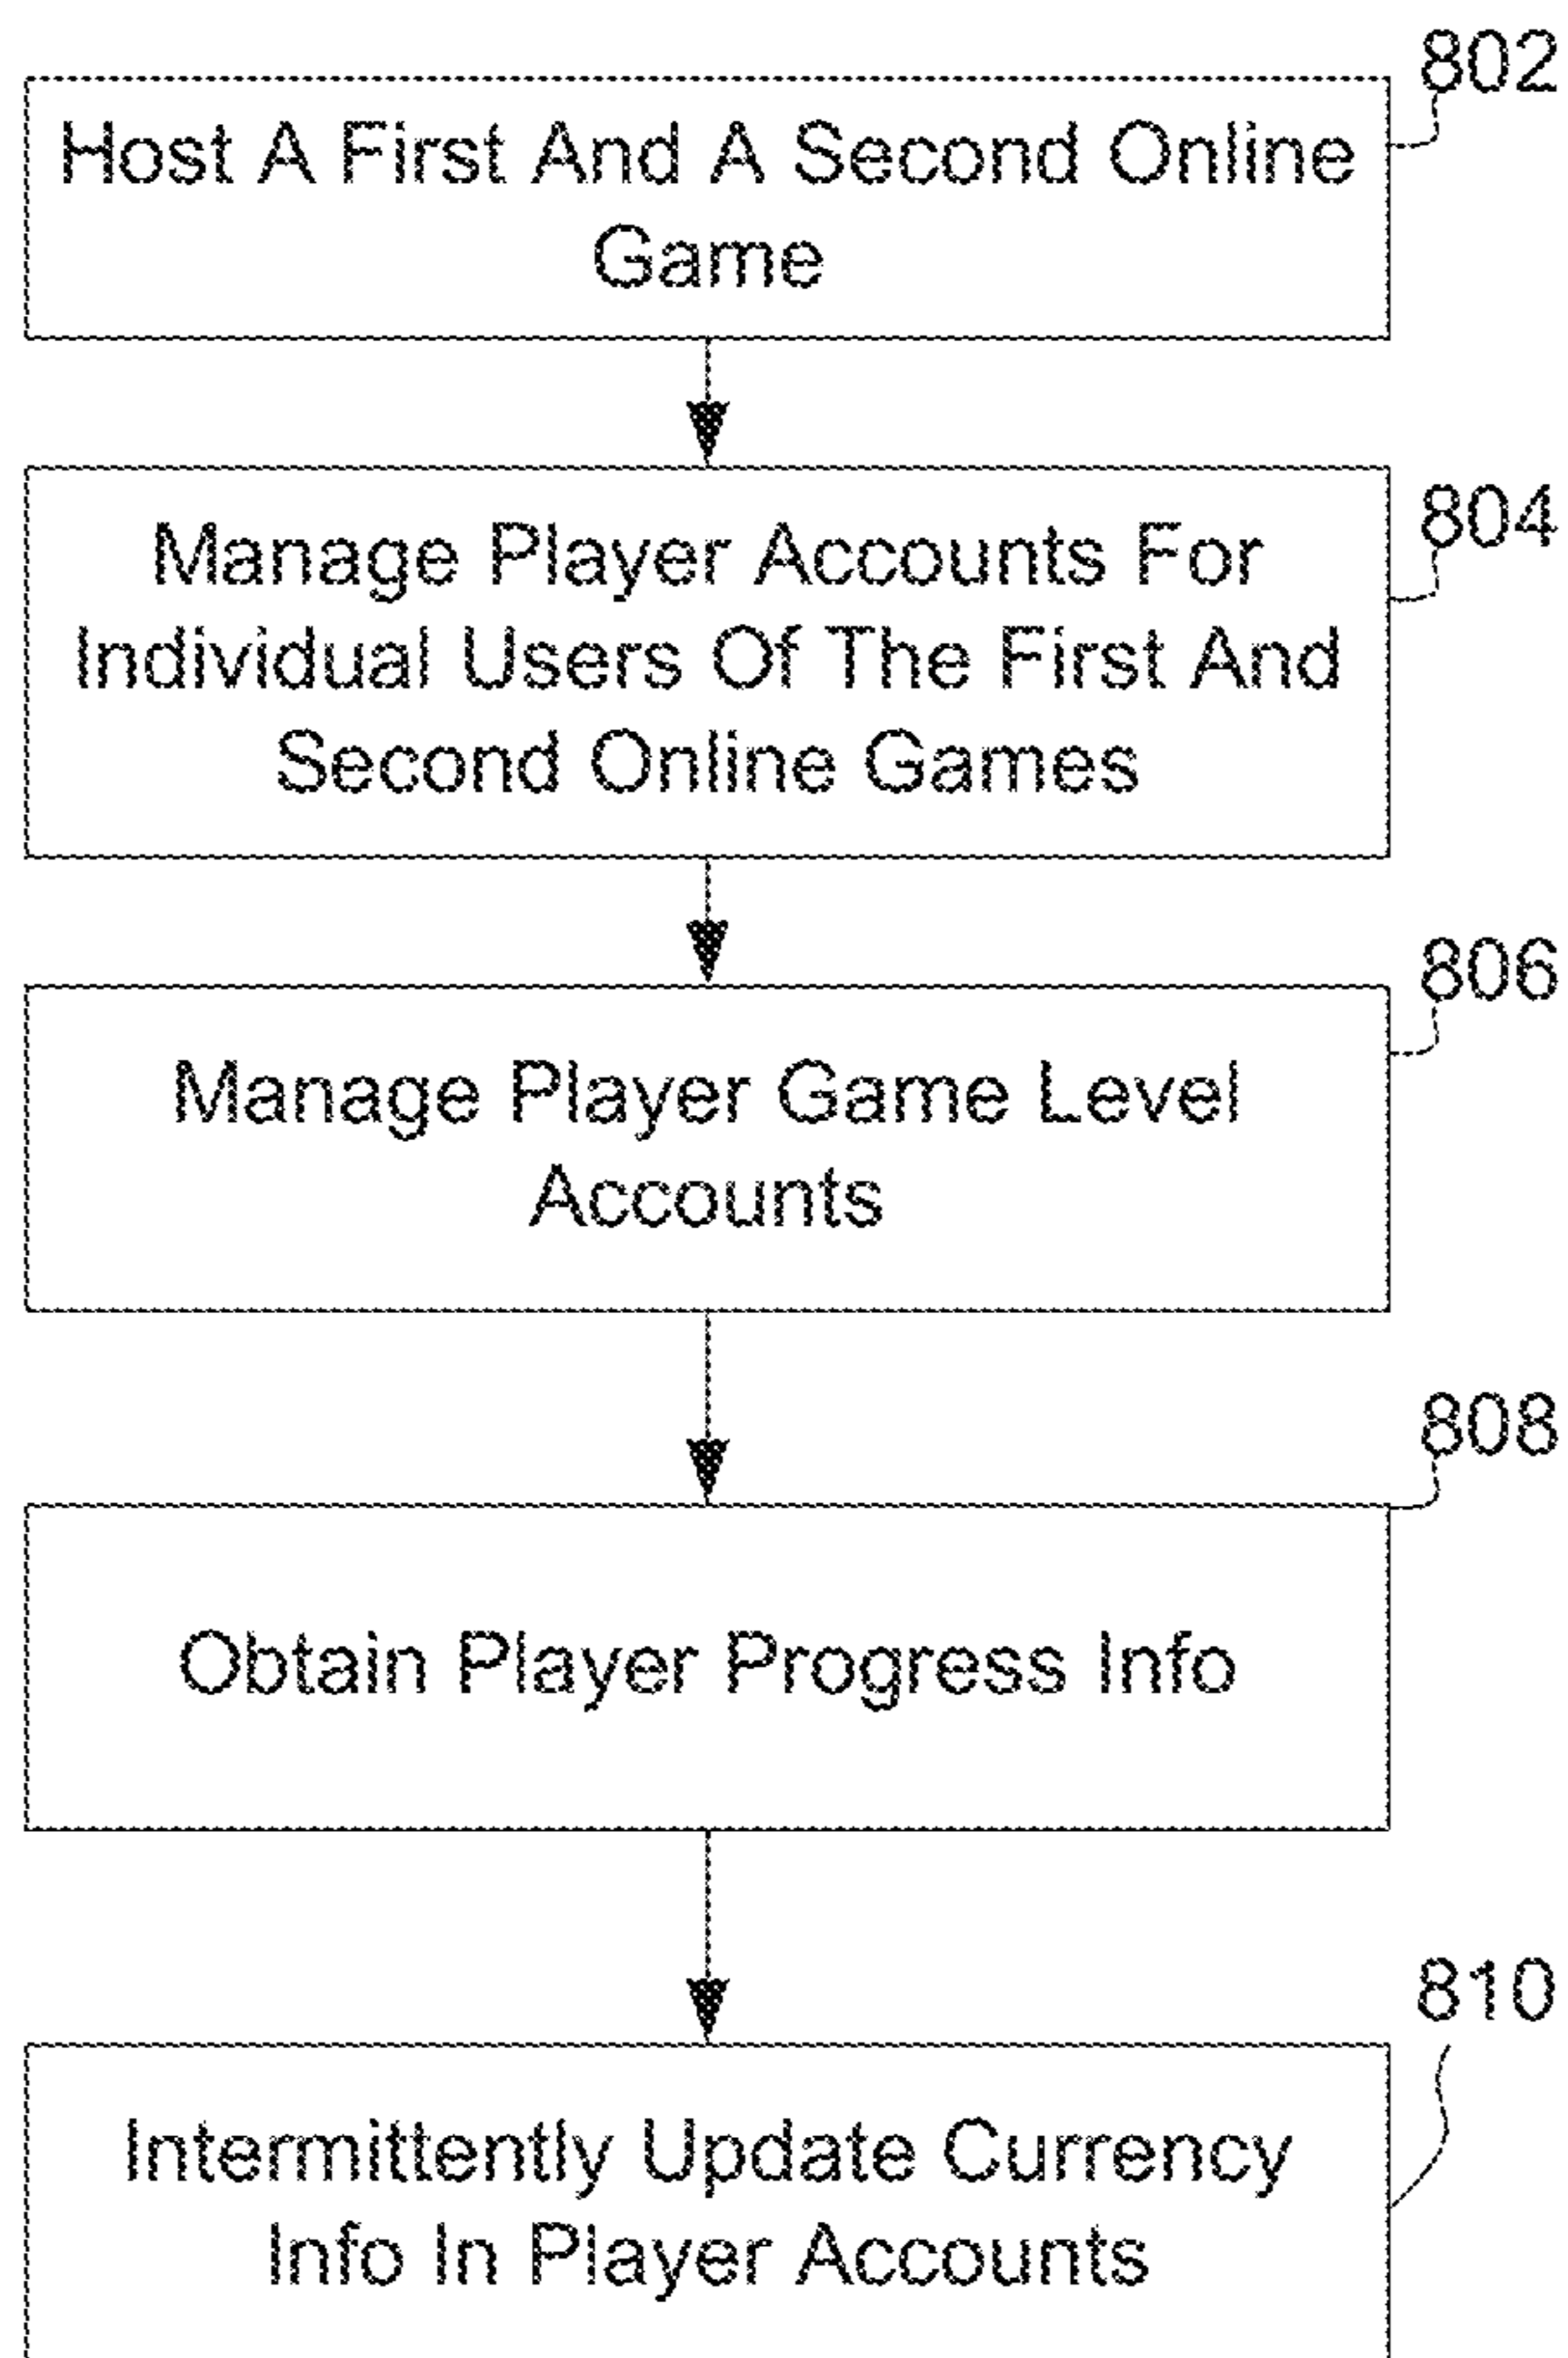 802
Host A First And A Second Online
Game
804
Manage Player Accounts For
Individual Users Of The First And
Second Online Games
806
Manage Player Game Level
Accounts
808
Obtain Player Progress Info
810
Intermittently Update Currency
Info In Player Accounts